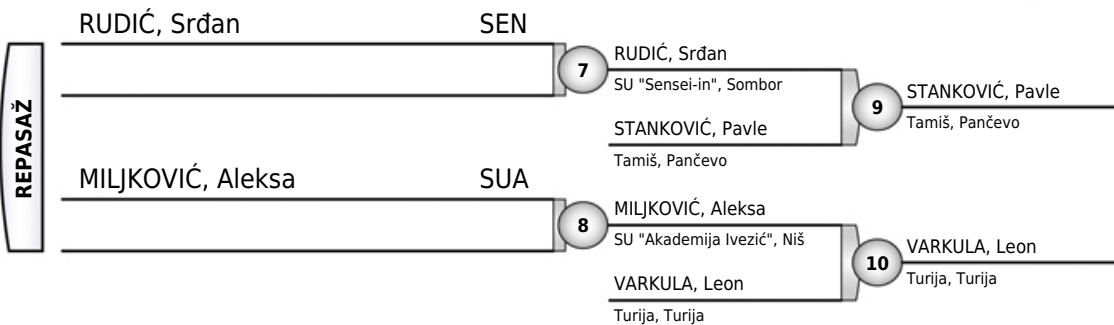 REPASAŽ
RUDIĆ, Srđan SEN
7
RUDIĆ, Srđan
SU "Sensei-in", Sombor
STANKOVIĆ, Pavle
Tamiš, Pančevo
9
STANKOVIĆ, Pavle
Tamiš, Pančevo
MILJKOVIĆ, Aleksa SUA
8
MILJKOVIĆ, Aleksa
SU "Akademija Ivezić", Niš
VARKULA, Leon
Turija, Turija
10
VARKULA, Leon
Turija, Turija